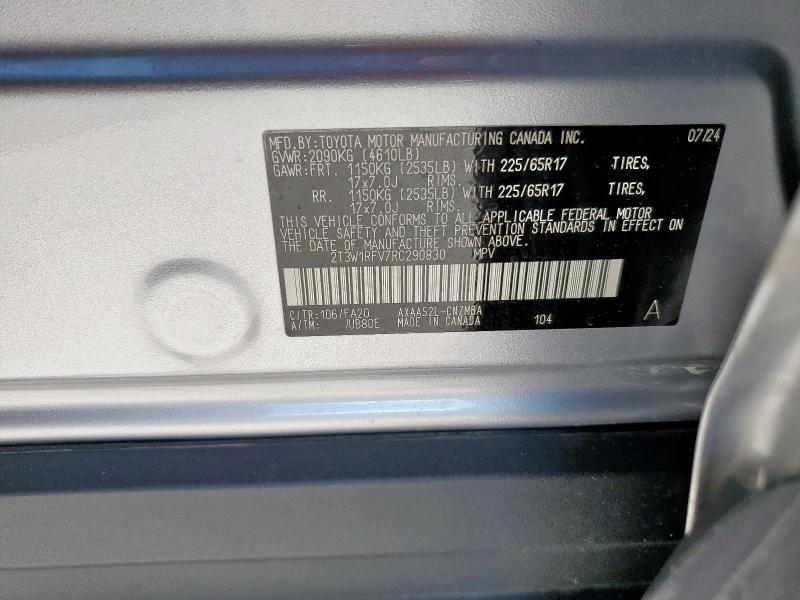 MFD.BY:TOYOTA MOTOR MANUFACTURING CANADA INC. 07/24
GVWR:2090KG (4610LB)
GAWR:FRT. 1150KG (2535LB) WITH 225/65R17 TIRES,
17x7.0J RIMS.
RR. 1150KG (2535LB) WITH 225/65R17 TIRES,
17x7.0J RIMS.
THIS VEHICLE CONFORMS TO ALL APPLICABLE FEDERAL MOTOR
VEHICLE SAFETY AND THEFT PREVENTION STANDARDS IN EFFECT ON
THE DATE OF MANUFACTURE SHOWN ABOVE.
2T3W1RFV7RC290830 MPV
C/TR:1D6/FA20 AXAA52L-CNZMBA
A/TM: /UB80E MADE IN CANADA 104 A